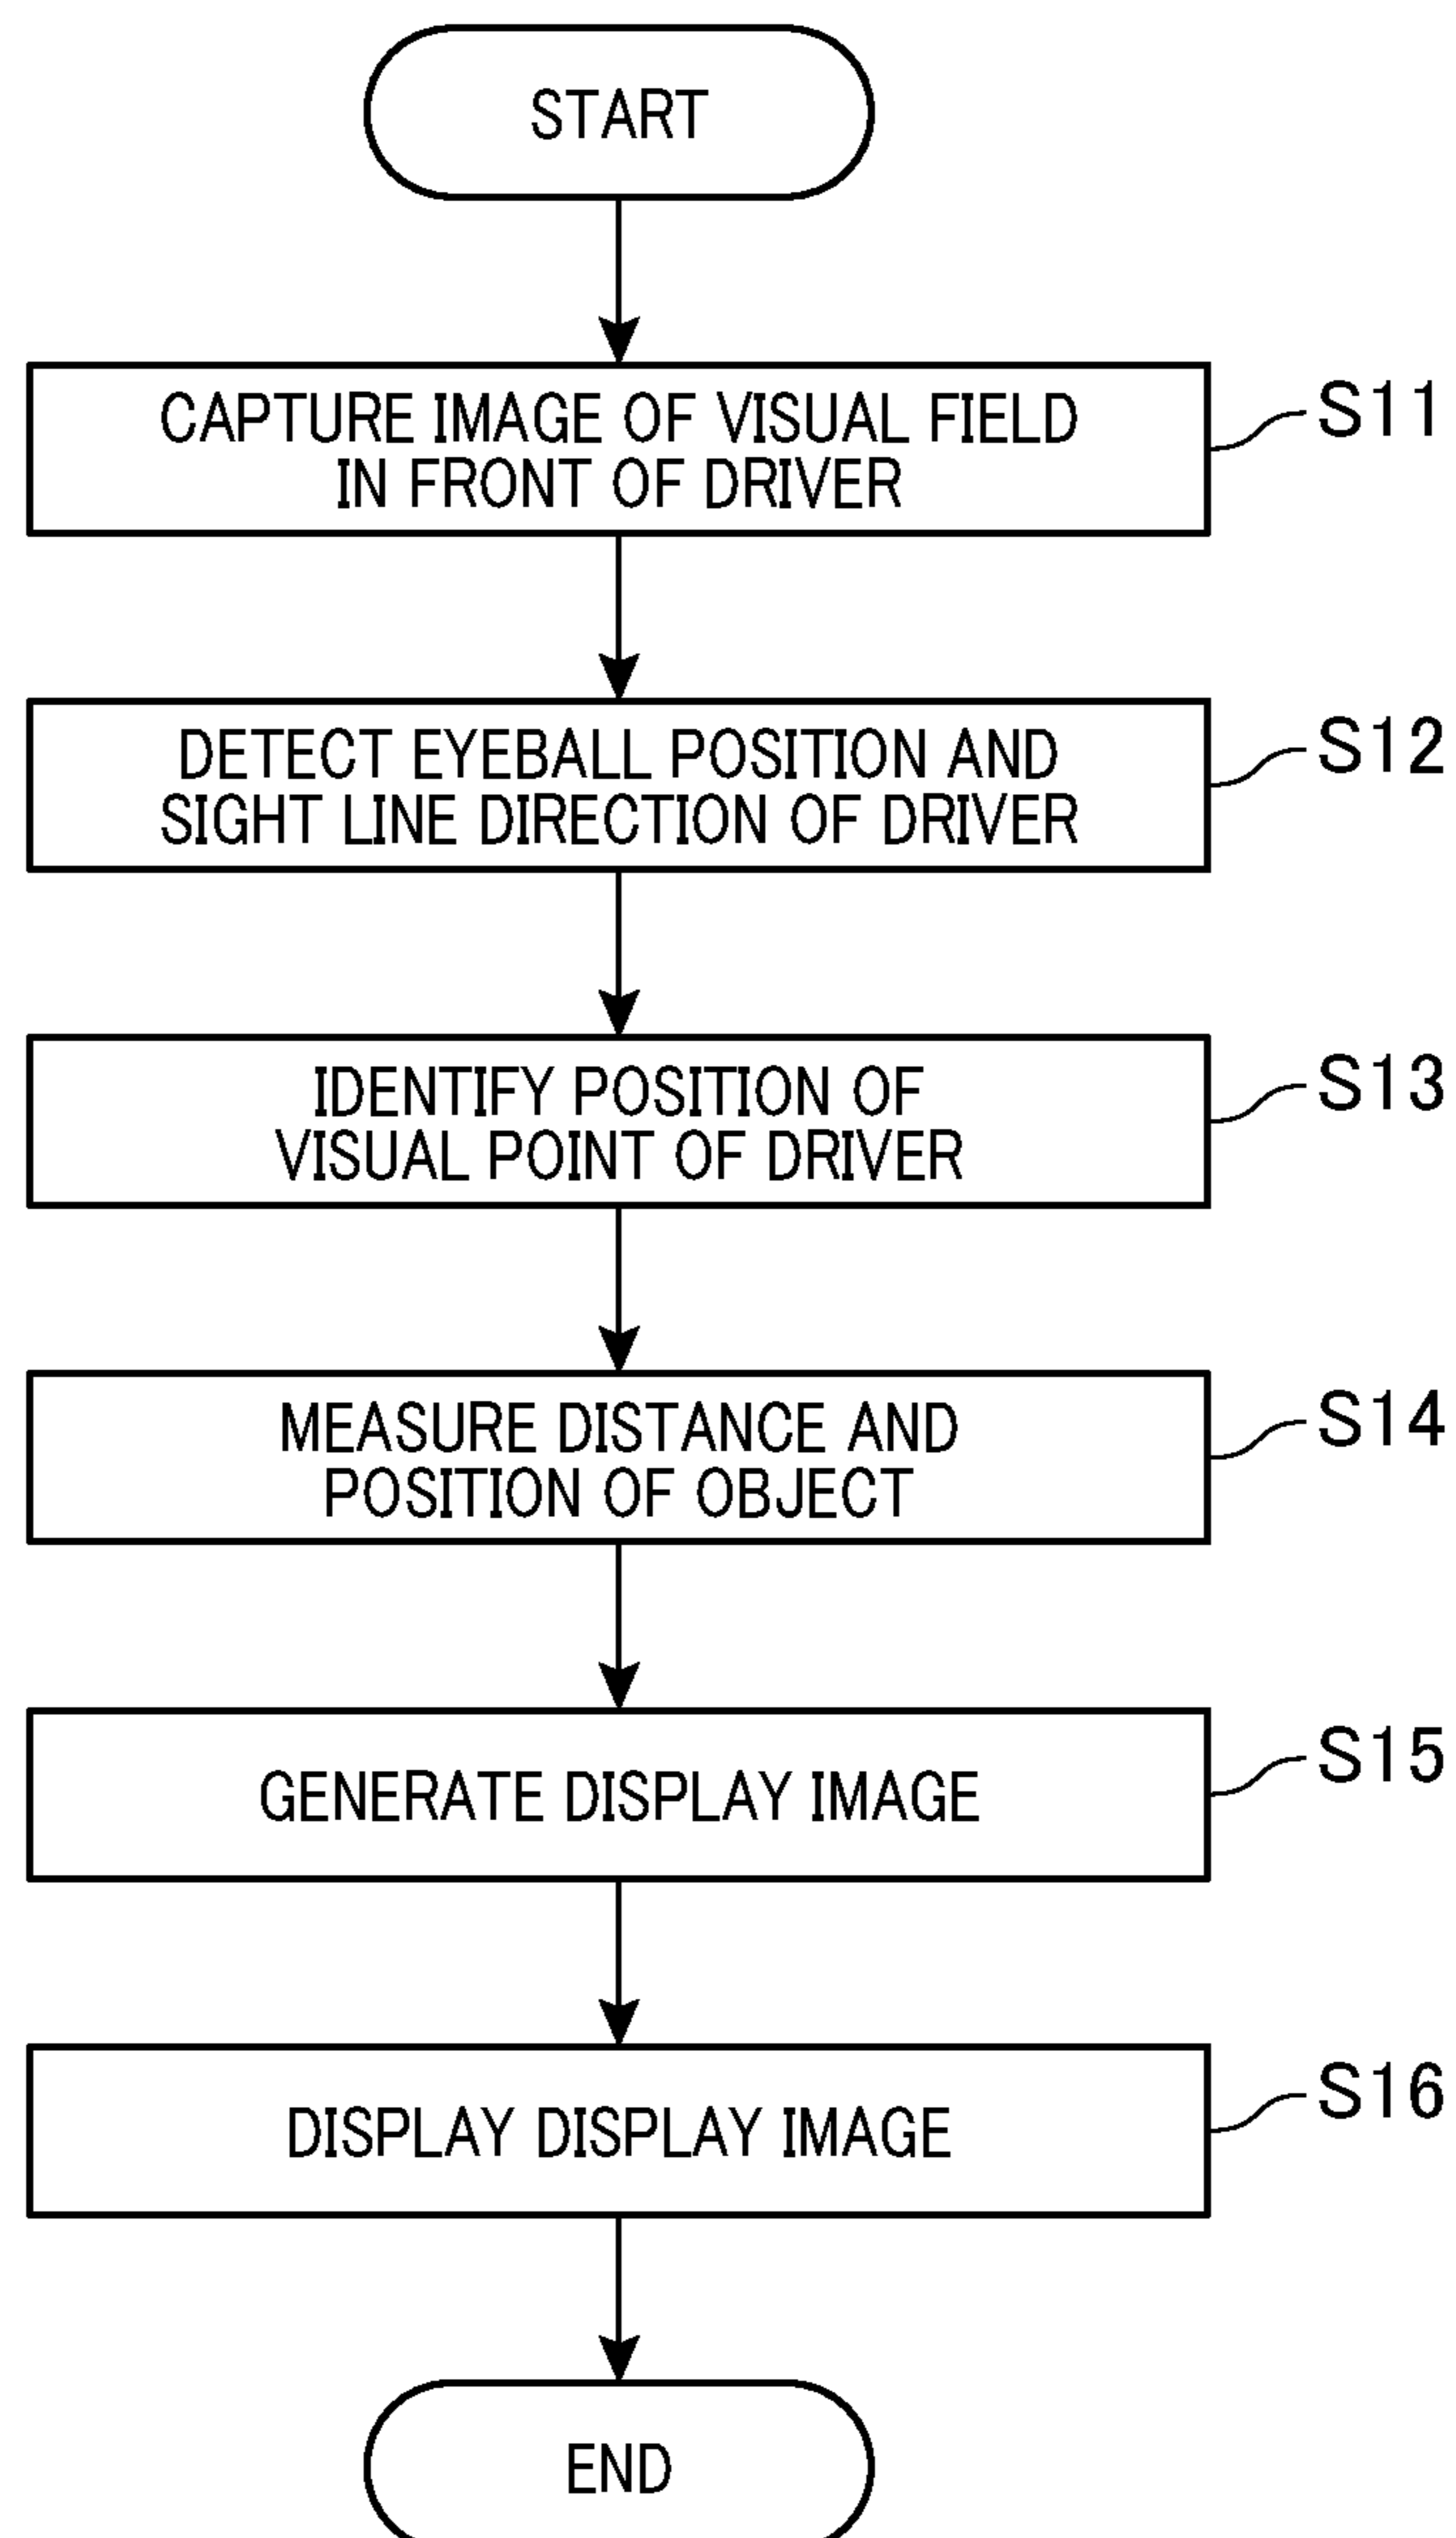 START
CAPTURE IMAGE OF VISUAL FIELD
IN FRONT OF DRIVER
S11
DETECT EYEBALL POSITION AND
SIGHT LINE DIRECTION OF DRIVER
S12
IDENTIFY POSITION OF
VISUAL POINT OF DRIVER
S13
MEASURE DISTANCE AND
POSITION OF OBJECT
S14
GENERATE DISPLAY IMAGE
S15
DISPLAY DISPLAY IMAGE
S16
END